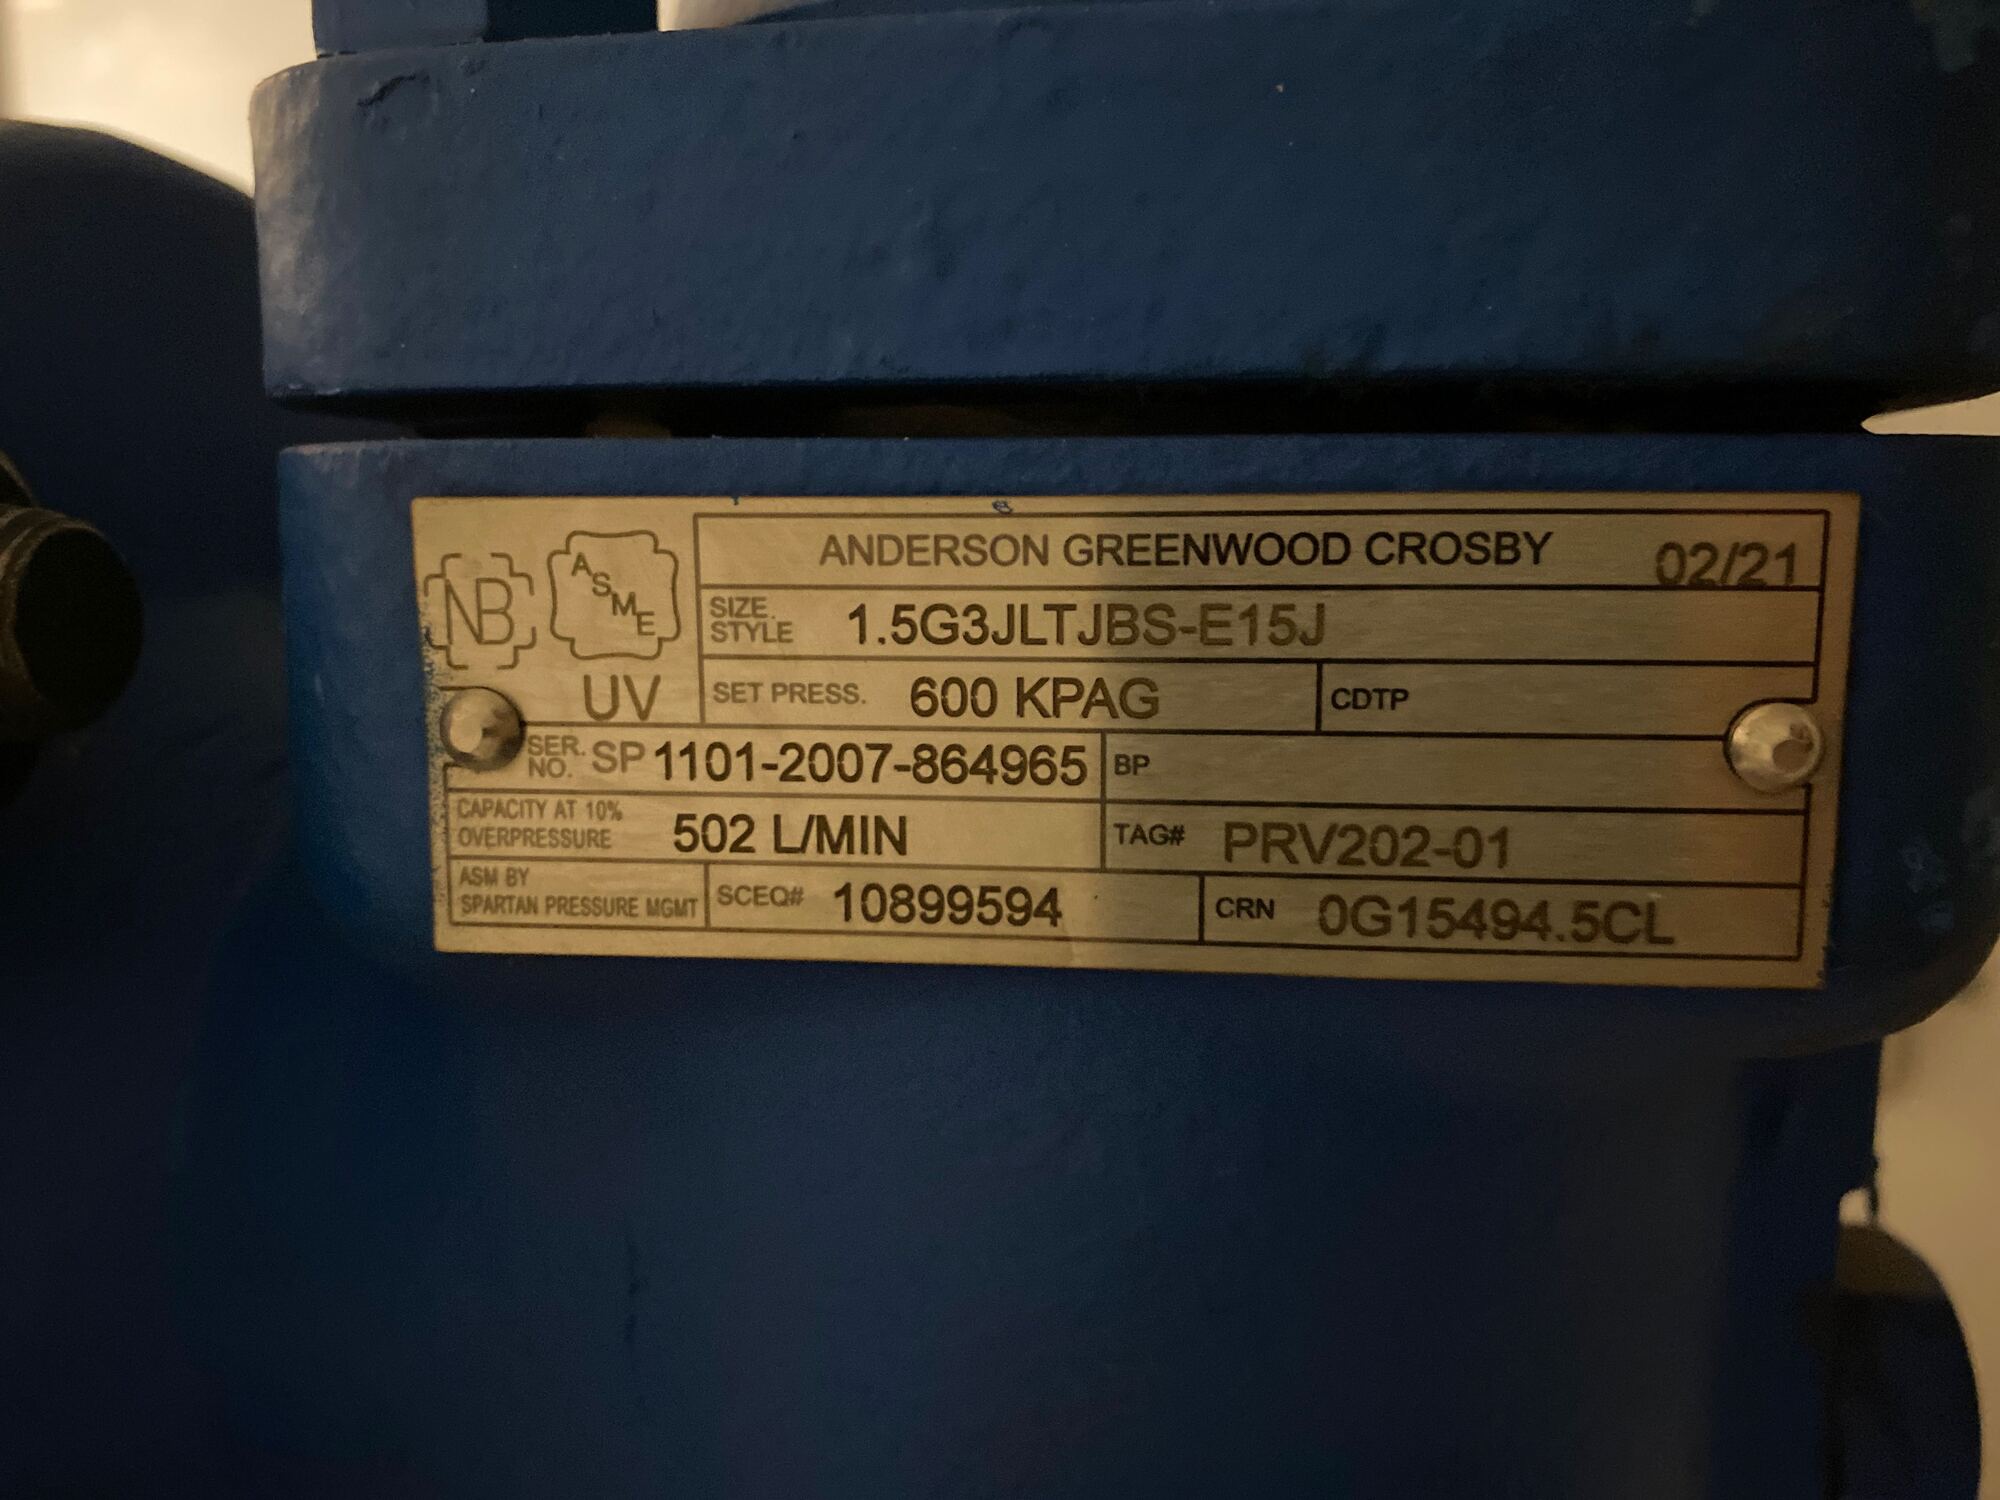 NB
ASME
UV
ANDERSON GREENWOOD CROSBY 02/21
SIZE. STYLE 1.5G3JLTJBS-E15J
SET PRESS. 600 KPAG CDTP
SER. NO. SP 1101-2007-864965 BP
CAPACITY AT 10% OVERPRESSURE 502 L/MIN TAG# PRV202-01
ASM BY SPARTAN PRESSURE MGMT SCEQ# 10899594 CRN 0G15494.5CL